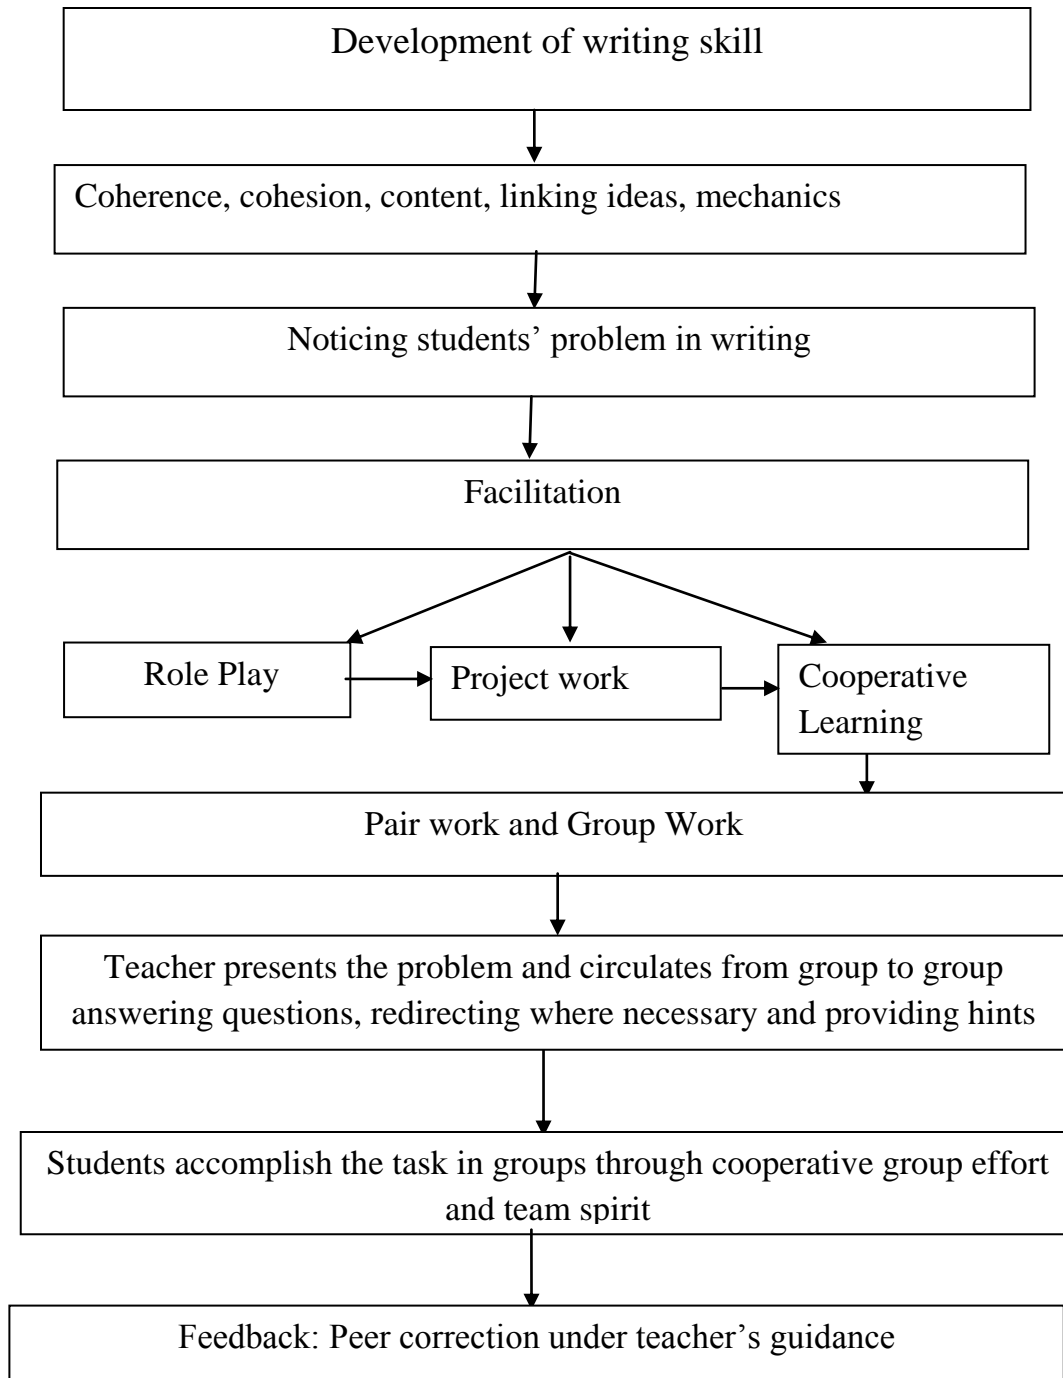 Development of writing skill
Coherence, cohesion, content, linking ideas, mechanics
Noticing students’ problem in writing
Facilitation
Role Play
Project work
Cooperative
Learning
Pair work and Group Work
Teacher presents the problem and circulates from group to group
answering questions, redirecting where necessary and providing hints
Students accomplish the task in groups through cooperative group effort
and team spirit
Feedback: Peer correction under teacher’s guidance